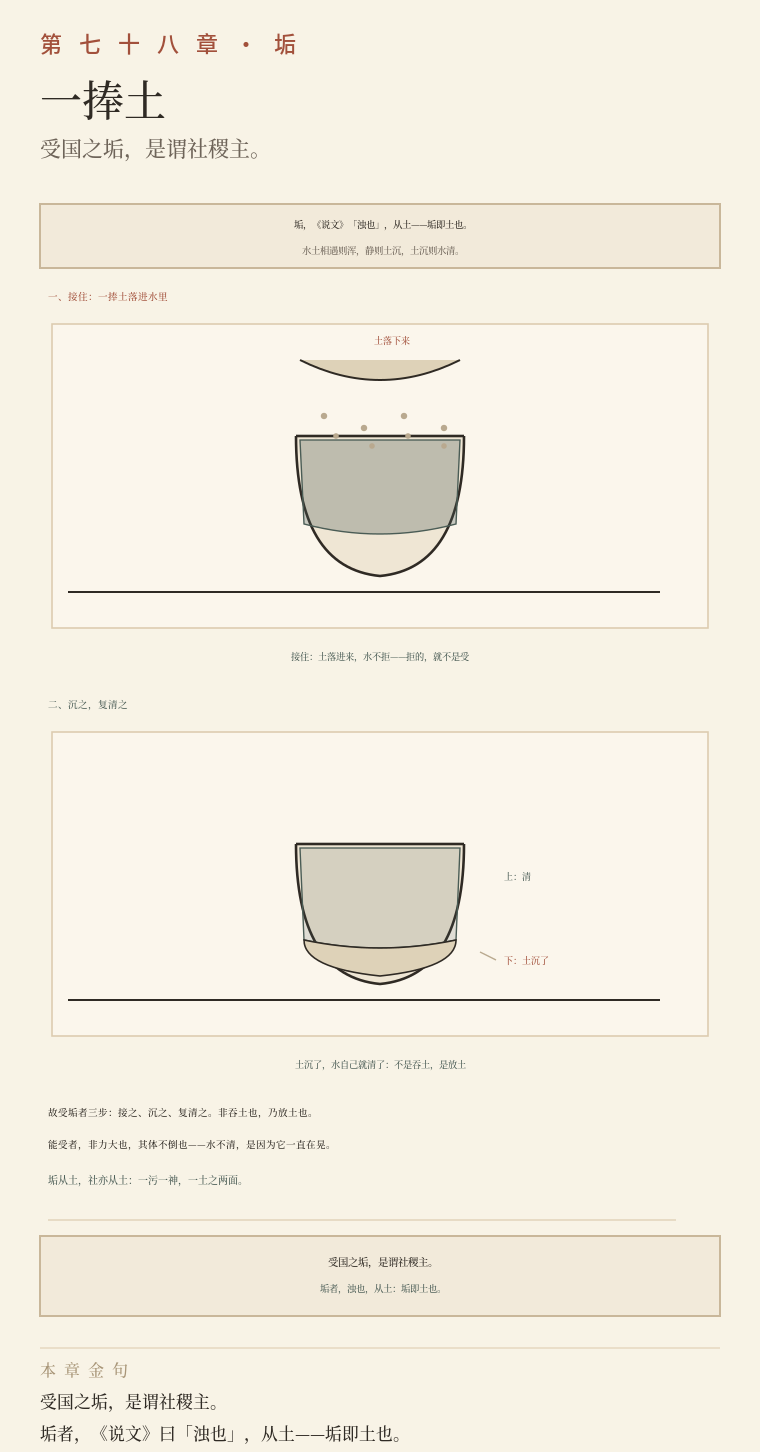 第七十八章·垢
一捧土
受国之垢，是谓社稷主。
垢，《说文》「浊也」，从土——垢即土也。
水土相遇则浑，静则土沉，土沉则水清。
一、接住：一捧土落进水里
土落下来
接住：土落进来，水不拒——拒的，就不是受
二、沉之，复清之
上：清
下：土沉了
土沉了，水自己就清了：不是吞土，是放土
故受垢者三步：接之、沉之、复清之。非吞土也，乃放土也。
能受者，非力大也，其体不倒也——水不清，是因为它一直在晃。
垢从土，社亦从土：一污一神，一土之两面。
受国之垢，是谓社稷主。
垢者，浊也，从土：垢即土也。
本章金句
受国之垢，是谓社稷主。
垢者，《说文》曰「浊也」，从土——垢即土也。